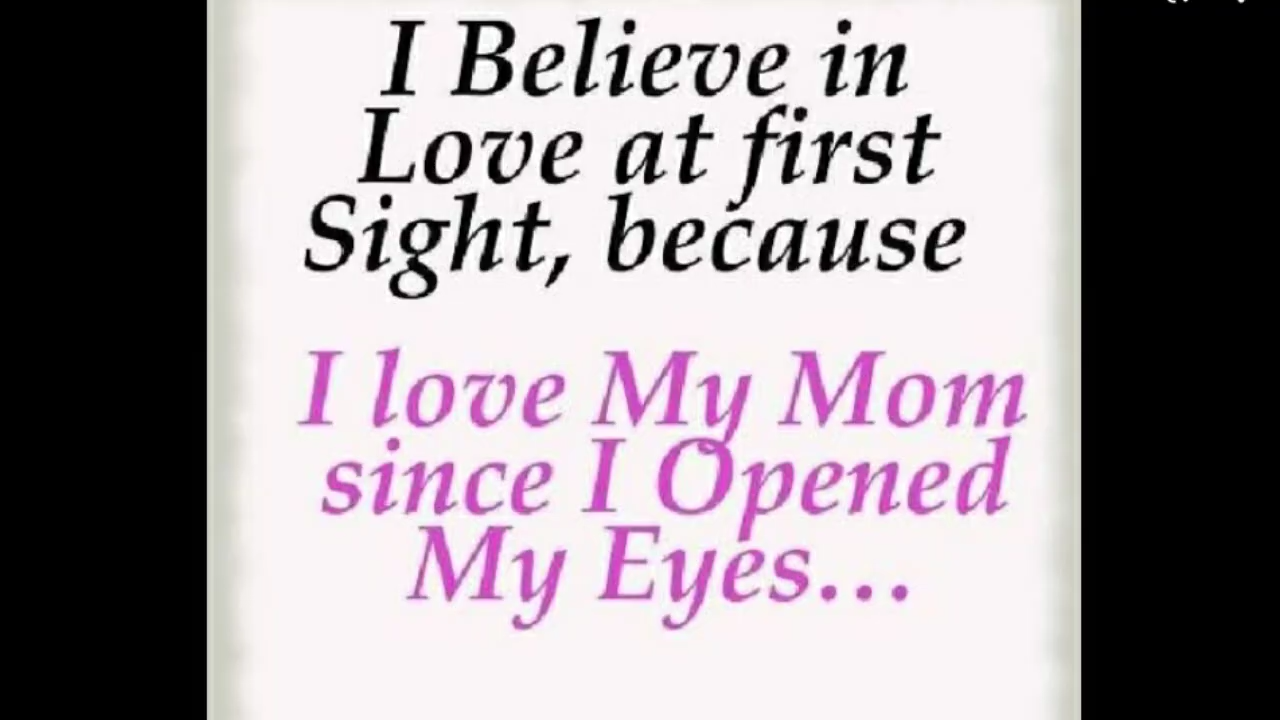 I Believe in
Love at first
Sight, because
I love My Mom
since I Opened
My Eyes...